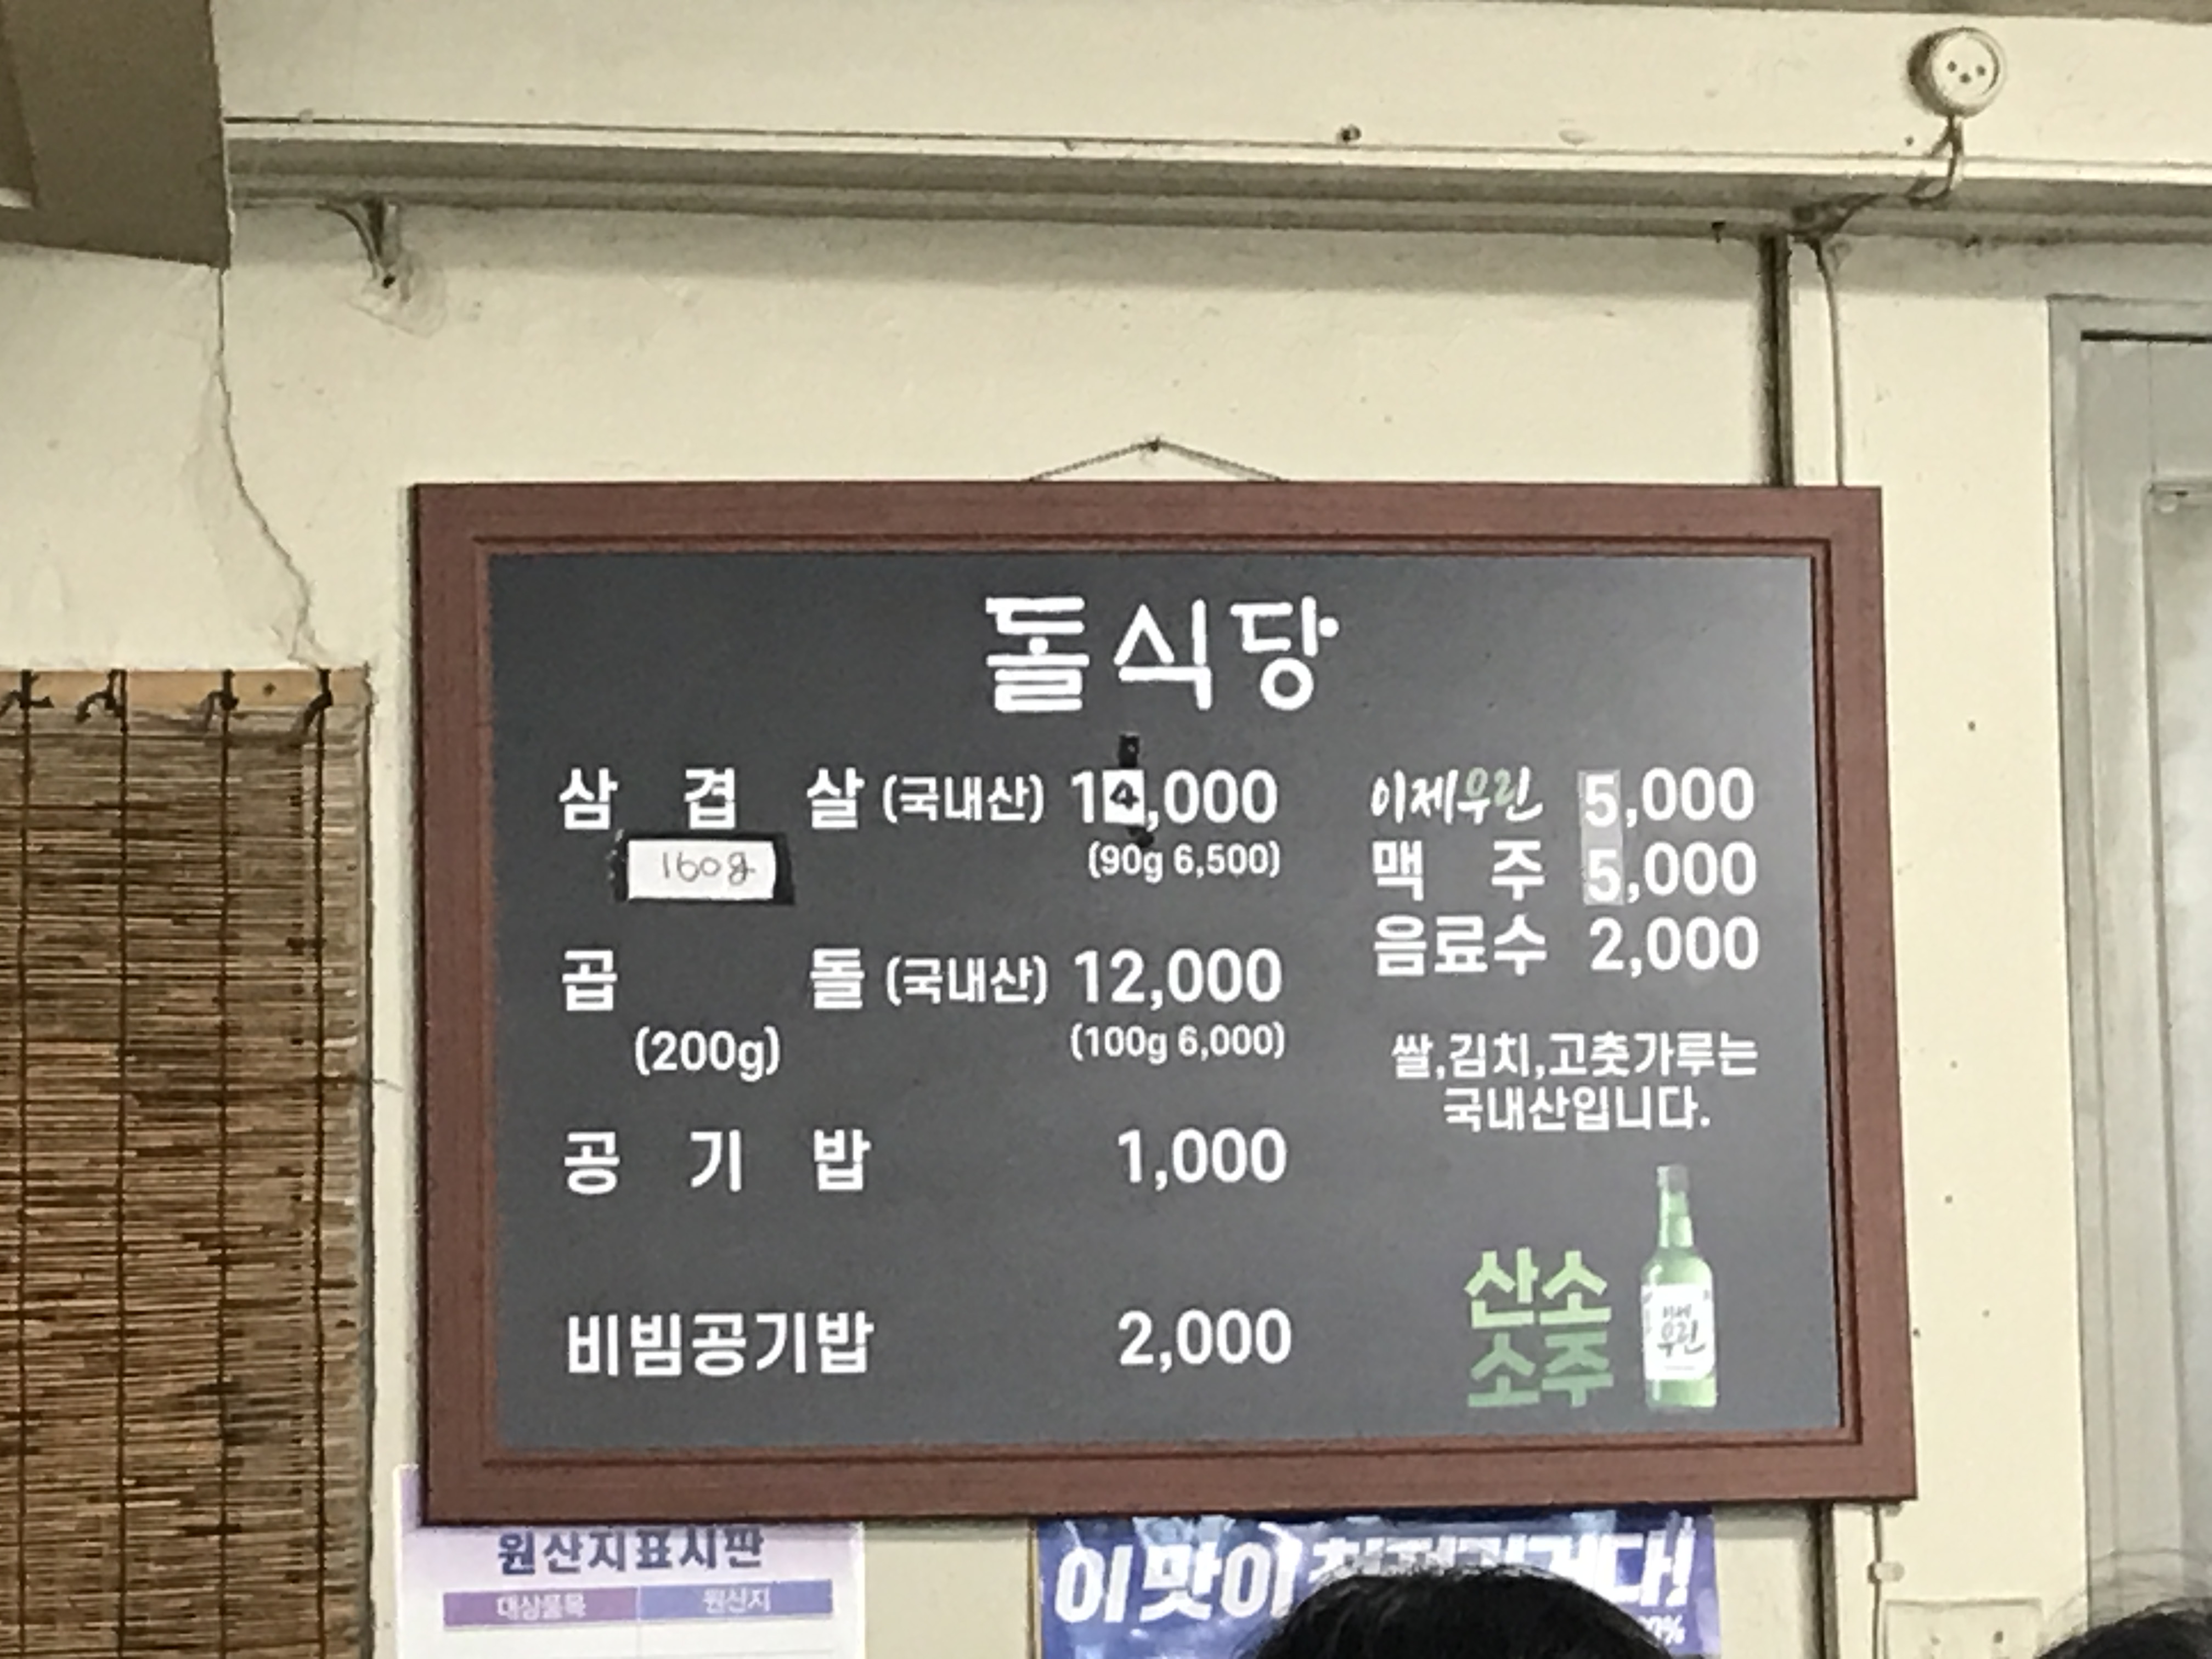 돌식당
삼 겹 살 (국내산) 14,000
160g (90g 6,500)
곱 돌 (국내산) 12,000
(200g) (100g 6,000)
공 기 밥 1,000
비빔공기밥 2,000
이제우린 5,000
맥 주 5,000
음료수 2,000
쌀,김치,고춧가루는
국내산입니다.
산소
소주
이제
우린
원산지표시판
대상품목 원산지
이맛이
다!